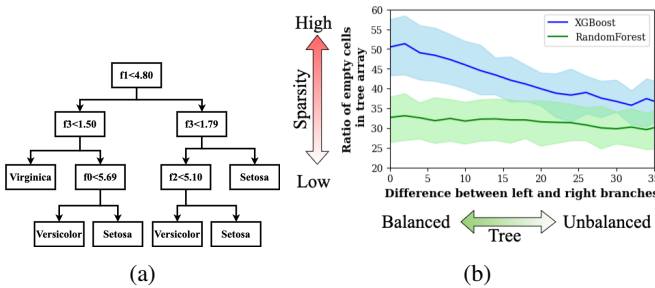 f1<4.80
f3<1.50
f3<1.79
Virginica
f0<5.69
f2<5.10
Setosa
Versicolor
Setosa
Versicolor
Setosa
(a)
High
Sparsity
Low
Ratio of empty cells
in tree array
60
55
50
45
40
35
30
25
20
XGBoost
RandomForest
0 5 10 15 20 25 30 35
Difference between left and right branches
Balanced
Unbalanced
Tree
(b)